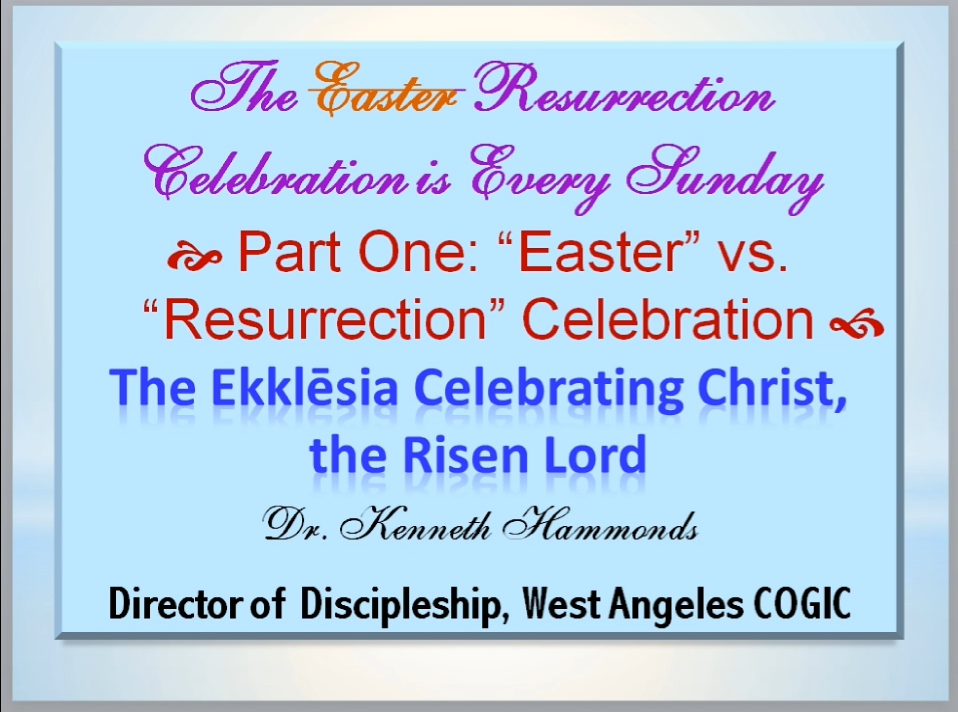 The Easter Resurrection
Celebration is Every Sunday
Part One: “Easter” vs.
“Resurrection” Celebration
The Ekklēsia Celebrating Christ,
the Risen Lord
Dr. Kenneth Hammonds
Director of Discipleship, West Angeles COGIC